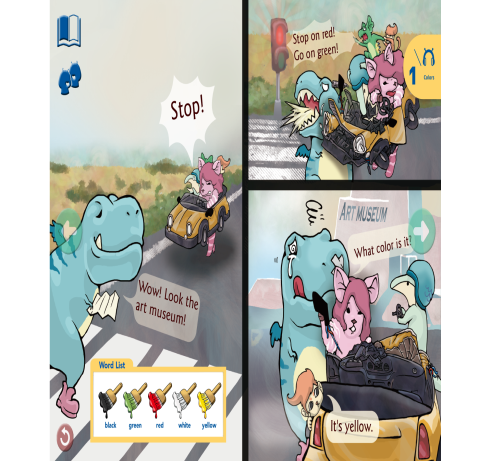 Stop!
Wow! Look the
art museum!
Word List
black
green
red
white
yellow
Stop on red!
Go on green!
1
Colors
ART MUSEUM
What color is it?
It's yellow.